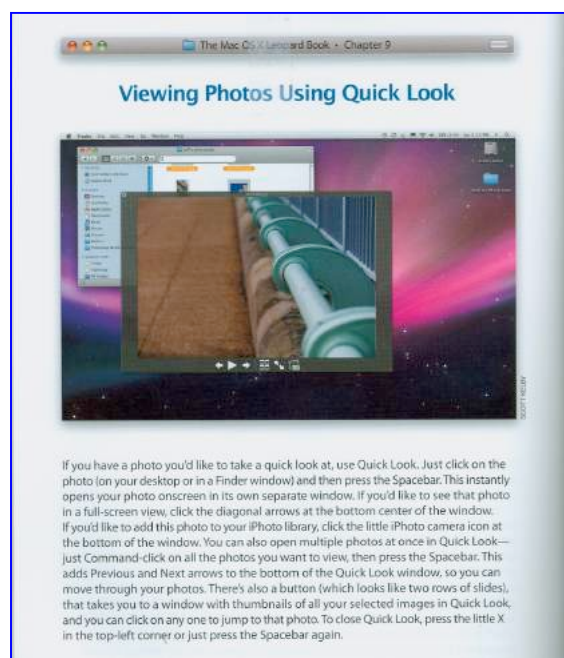 The Mac OS X Leopard Book • Chapter 9
Viewing Photos Using Quick Look
SCOTT KELBY
If you have a photo you'd like to take a quick look at, use Quick Look. Just click on the
photo (on your desktop or in a Finder window) and then press the Spacebar. This instantly
opens your photo onscreen in its own separate window. If you'd like to see that photo
in a full-screen view, click the diagonal arrows at the bottom center of the window.
If you'd like to add this photo to your iPhoto library, click the little iPhoto camera icon at
the bottom of the window. You can also open multiple photos at once in Quick Look—
just Command-click on all the photos you want to view, then press the Spacebar. This
adds Previous and Next arrows to the bottom of the Quick Look window, so you can
move through your photos. There's also a button (which looks like two rows of slides),
that takes you to a window with thumbnails of all your selected images in Quick Look,
and you can click on any one to jump to that photo. To close Quick Look, press the little X
in the top-left corner or just press the Spacebar again.